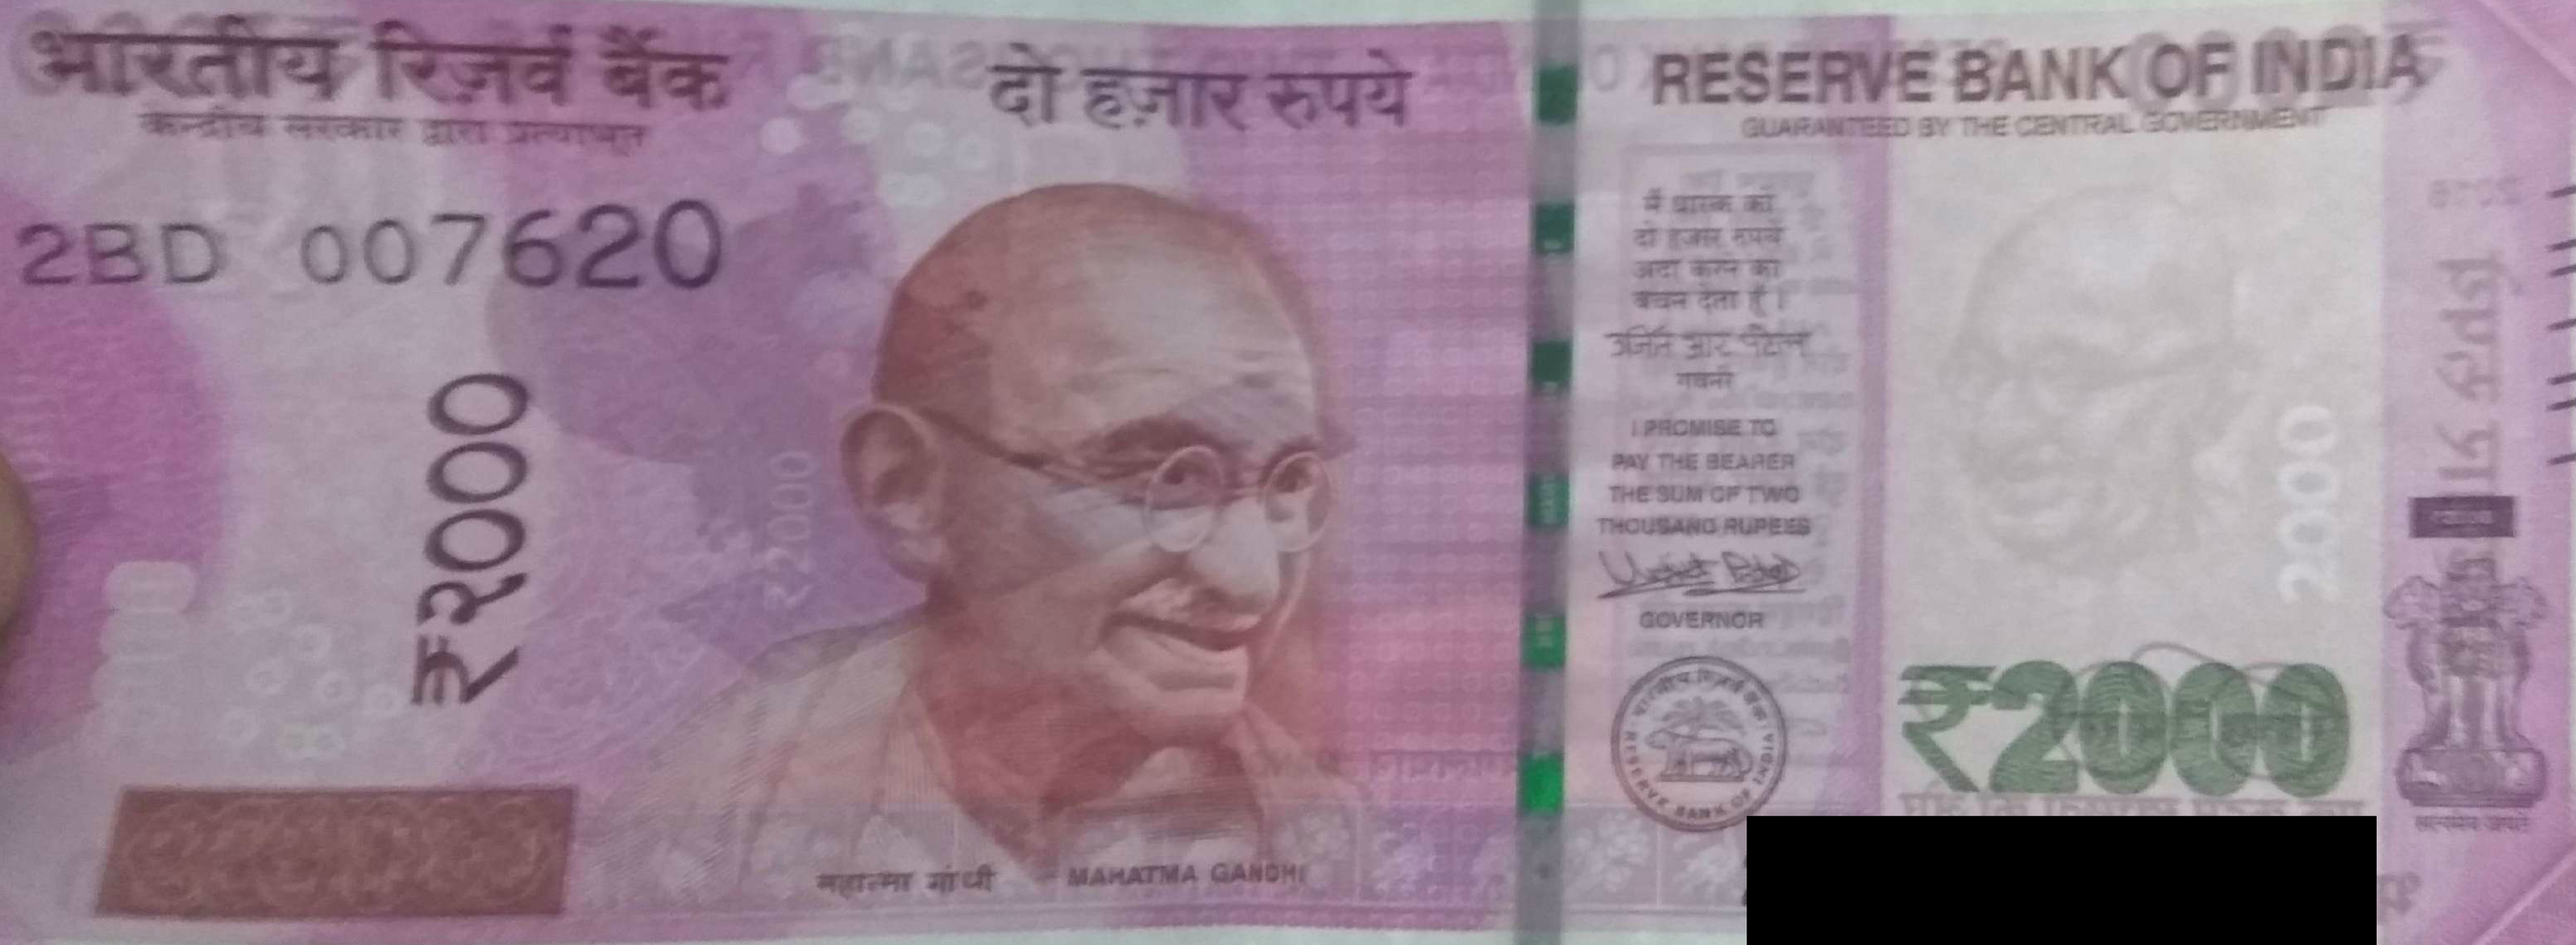 भारतीय रिज़र्व बैंक
केन्द्रीय सरकार द्वारा प्रत्याभूत
2BD 007620
₹२०००
₹2000
दो हज़ार रुपये
महात्मा गांधी MAHATMA GANDHI
RESERVE BANK OF INDIA
GUARANTEED BY THE CENTRAL GOVERNMENT
मैं धारक को
दो हज़ार रुपये
अदा करने का
वचन देता हूँ ।
उर्जित आर पटेल
गवर्नर
I PROMISE TO
PAY THE BEARER
THE SUM OF TWO
THOUSAND RUPEES
GOVERNOR
भारतीय रिज़र्व बैंक
RESERVE BANK OF INDIA
2000
₹2000
सत्यमेव जयते